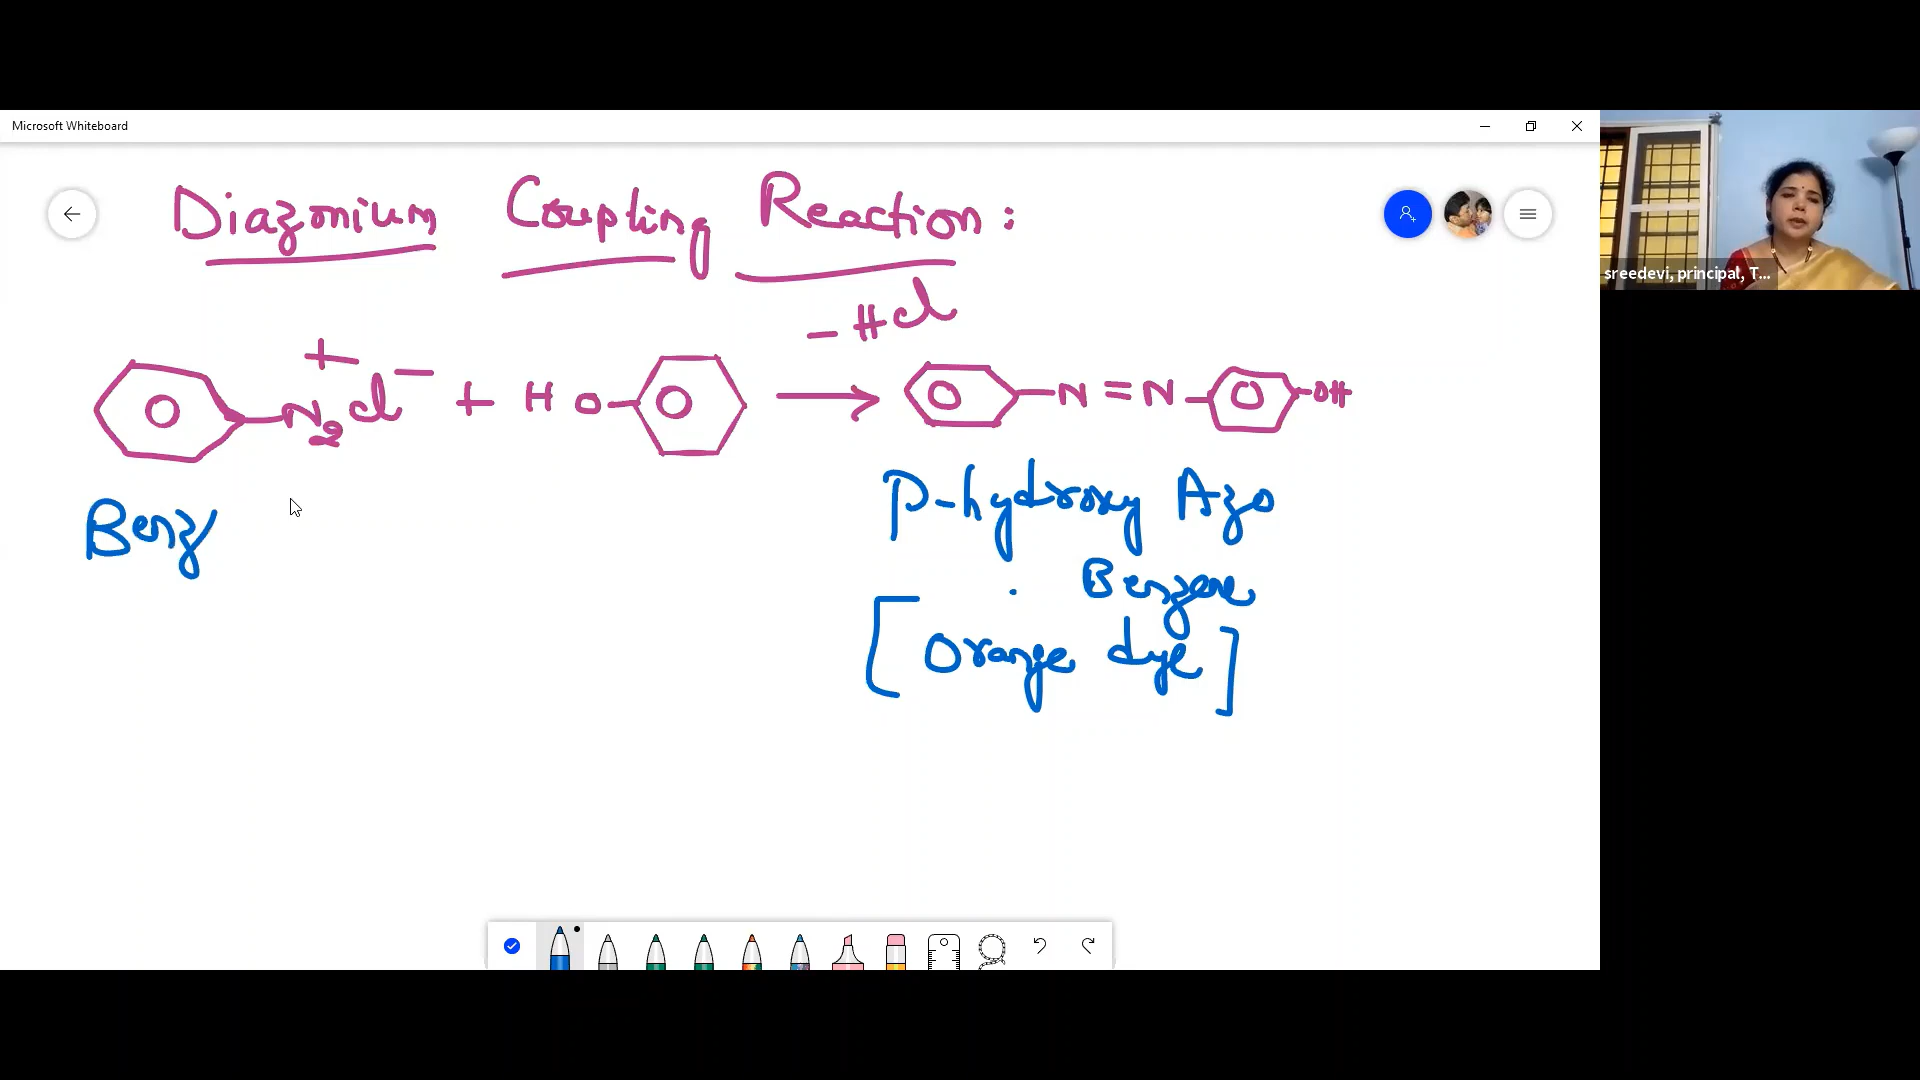 Microsoft Whiteboard
Diazonium Coupling Reaction:
- HCl
+ -
N2Cl + HO → N=N -OH
Benz
P-hydroxy Azo
Benzene
[Orange dye]
sreedevi, principal, T...